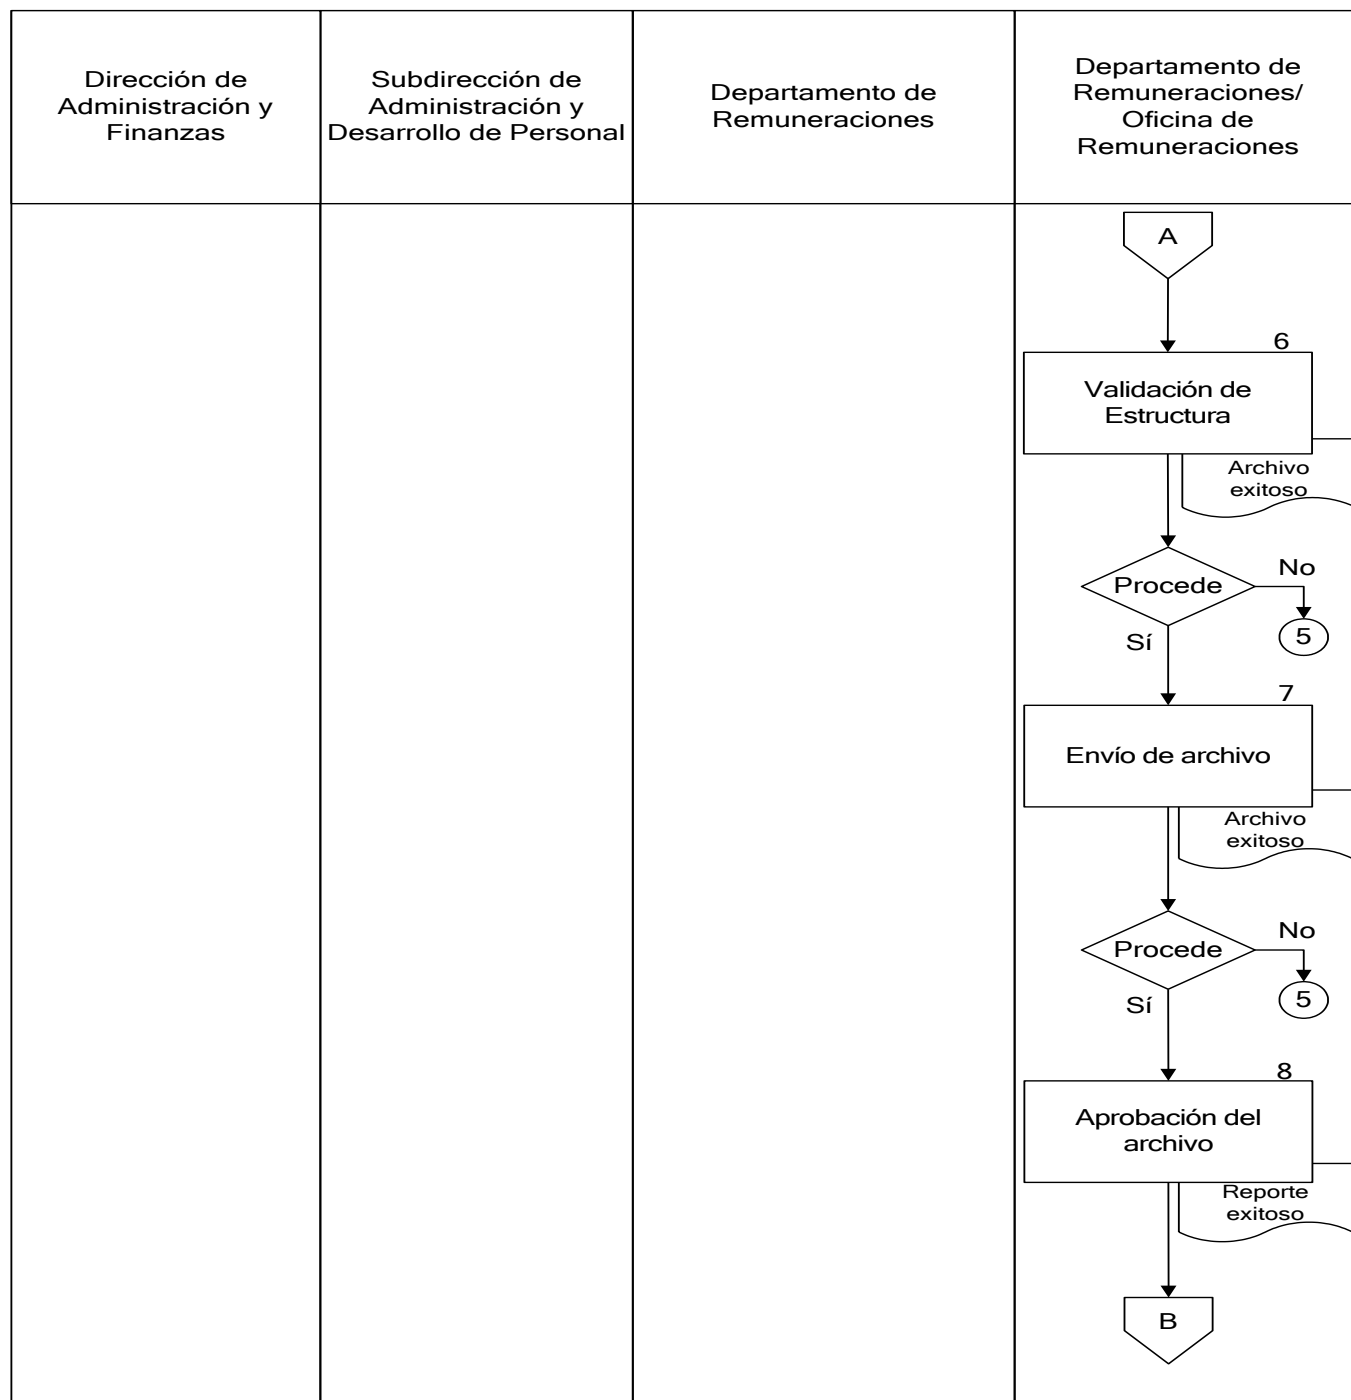 Dirección de
Administración y
Finanzas
Subdirección de
Administración y
Desarrollo de Personal
Departamento de
Remuneraciones
Departamento de
Remuneraciones/
Oficina de
Remuneraciones
A
6
Validación de
Estructura
Archivo
exitoso
Procede
No
5
Sí
7
Envío de archivo
Archivo
exitoso
Procede
No
5
Sí
8
Aprobación del
archivo
Reporte
exitoso
B